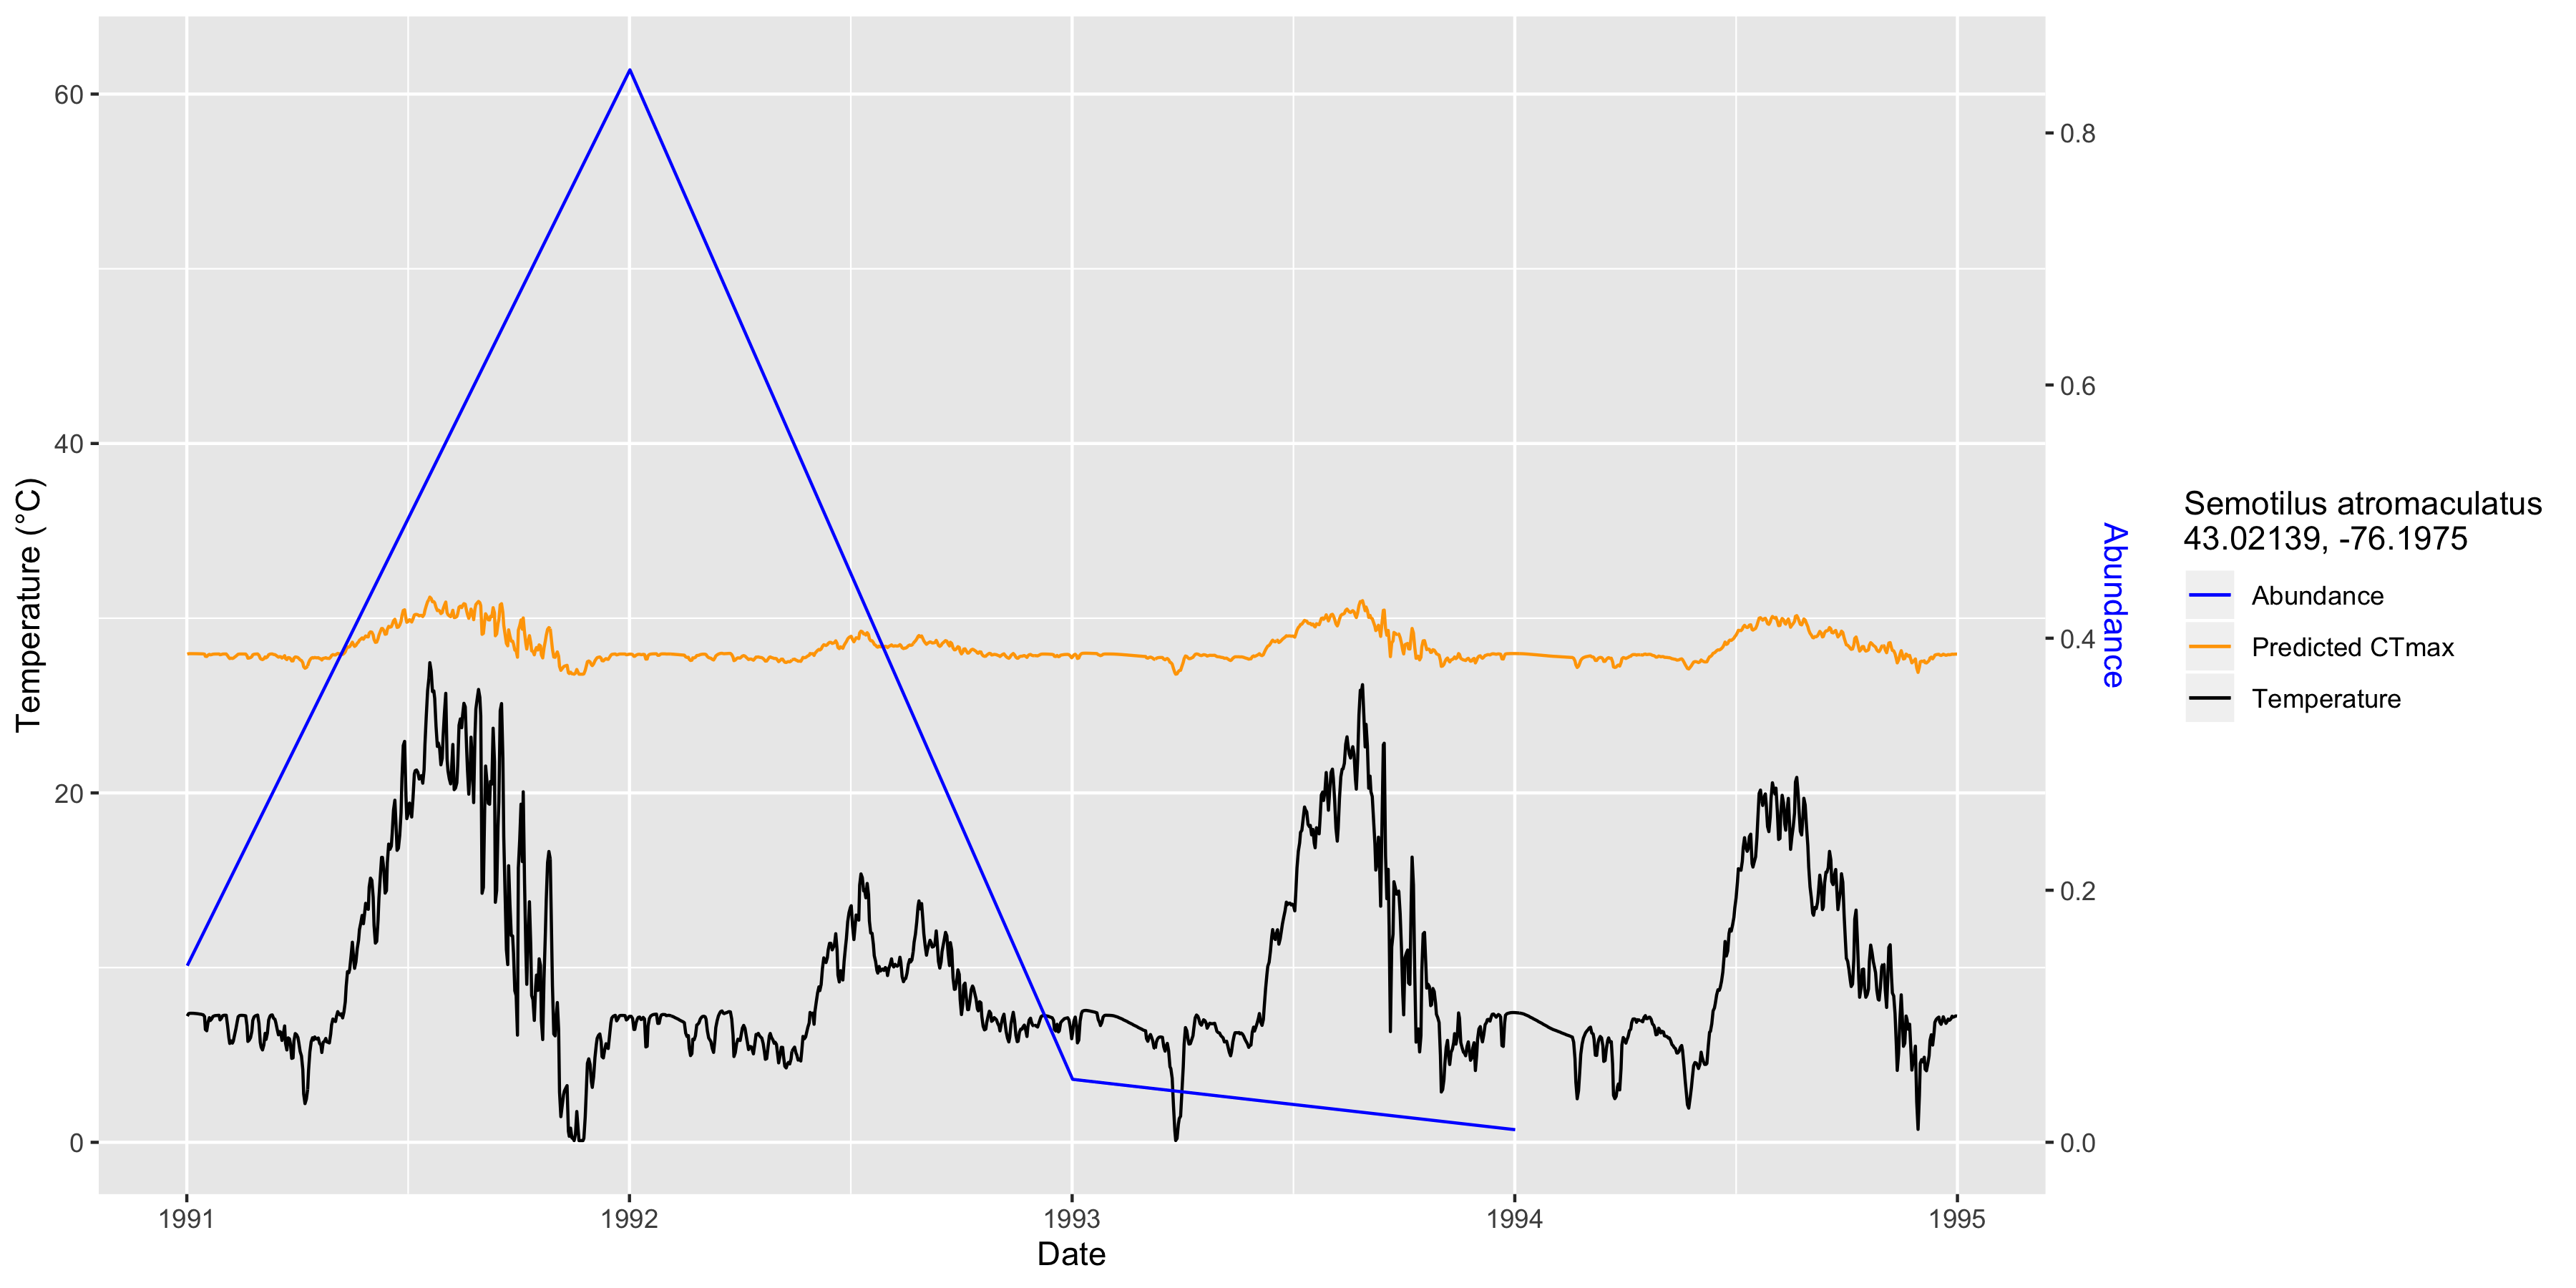 60
40
20
0
Temperature (°C)
1991
1992
1993
1994
1995
Date
0.8
0.6
0.4
0.2
0.0
Abundance
Semotilus atromaculatus
43.02139, -76.1975
Abundance
Predicted CTmax
Temperature